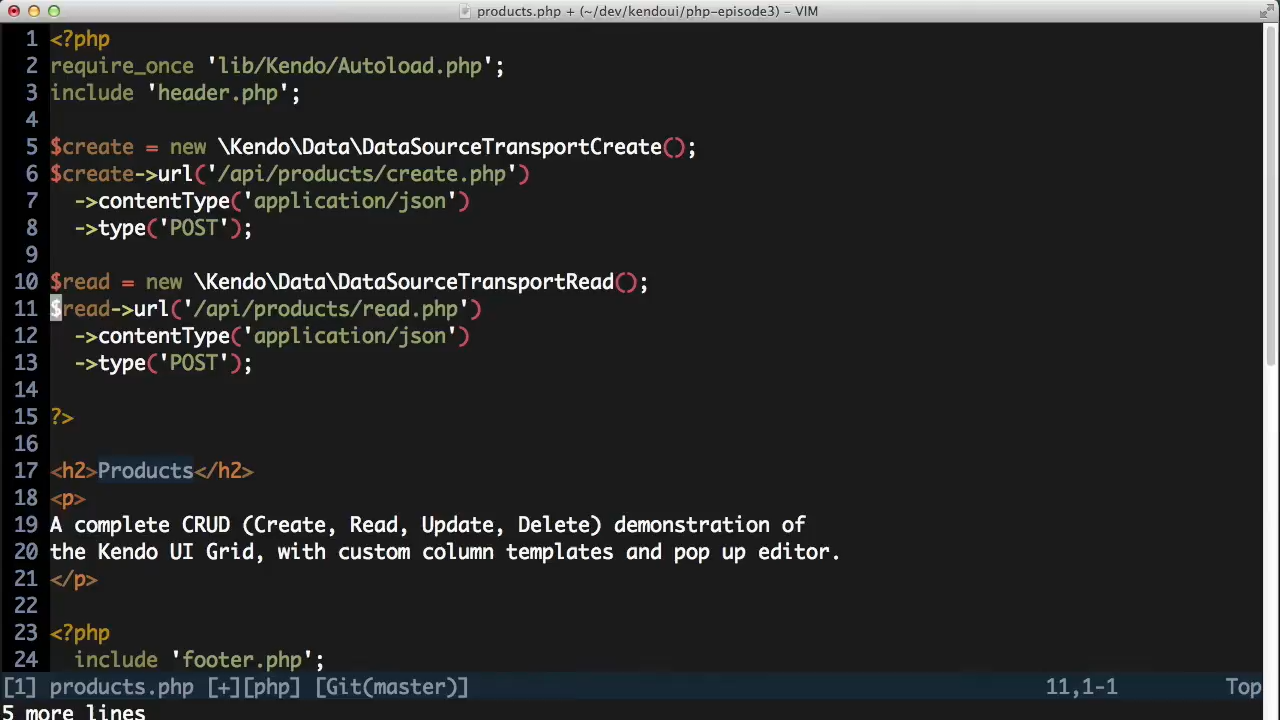 products.php + (~/dev/kendoui/php-episode3) – VIM
1 <?php
2 require_once 'lib/Kendo/Autoload.php';
3 include 'header.php';
4
5 $create = new \Kendo\Data\DataSourceTransportCreate();
6 $create->url('/api/products/create.php')
7   ->contentType('application/json')
8   ->type('POST');
9
10 $read = new \Kendo\Data\DataSourceTransportRead();
11 $read->url('/api/products/read.php')
12   ->contentType('application/json')
13   ->type('POST');
14
15 ?>
16
17 <h2>Products</h2>
18 <p>
19 A complete CRUD (Create, Read, Update, Delete) demonstration of
20 the Kendo UI Grid, with custom column templates and pop up editor.
21 </p>
22
23 <?php
24   include 'footer.php';
[1] products.php [+][php] [Git(master)] 11,1-1 Top
5 more lines